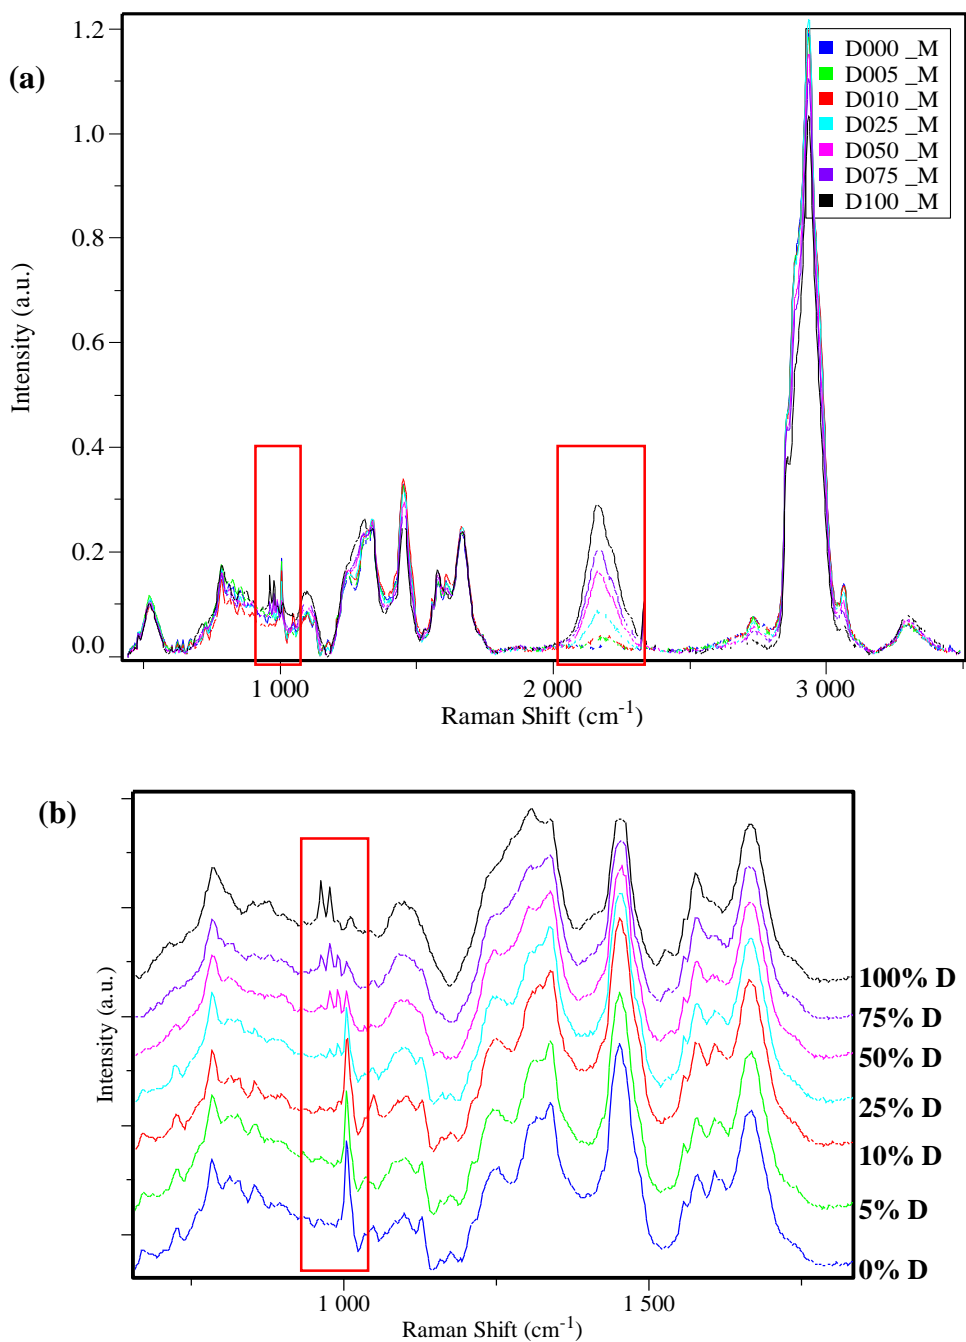 (a)
1.2
1.0
0.8
0.6
0.4
0.2
0.0
Intensity (a.u.)
D000 _M
D005 _M
D010 _M
D025 _M
D050 _M
D075 _M
D100 _M
1 000
2 000
3 000
Raman Shift (cm⁻¹)
(b)
Intensity (a.u.)
100% D
75% D
50% D
25% D
10% D
5% D
0% D
1 000
1 500
Raman Shift (cm⁻¹)